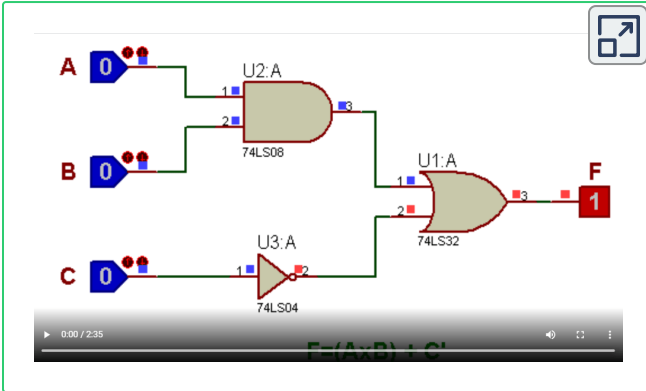 U2:A
A 0 1 3
2
B 0 74LS08 U1:A F
1 3 1
2
U3:A 74LS32
C 0 1 2
74LS04
0:00 / 2:35
F=(AxB) + C'